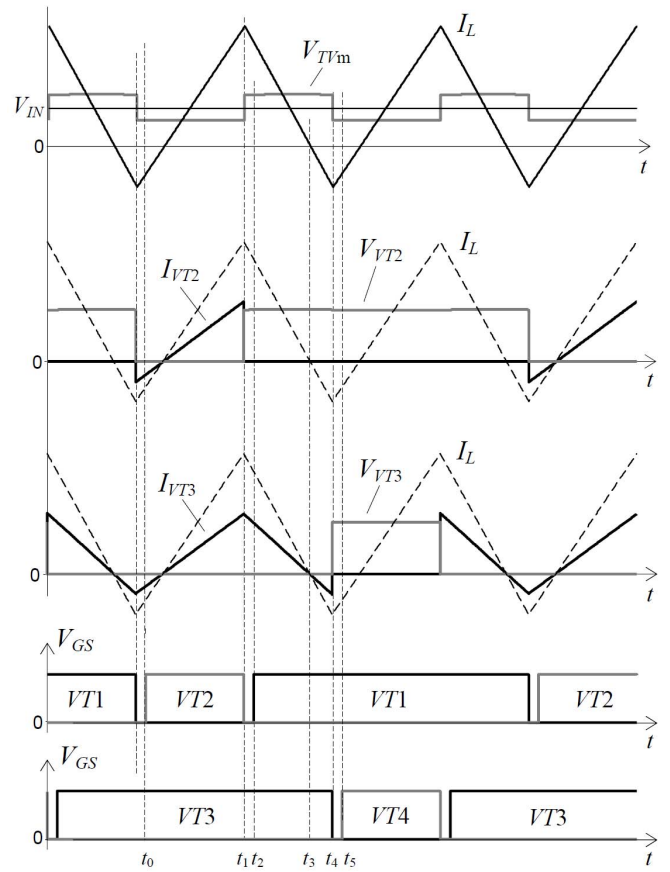 I_L
V_TVm
I_L
V_IN
0
t
I_L
V_VT2
I_VT2
0
t
I_L
V_VT3
I_VT3
0
t
V_GS
VT1 VT2 VT1 VT2
0
t
V_GS
VT3 VT4 VT3
0
t_0 t_1 t_2 t_3 t_4 t_5 t